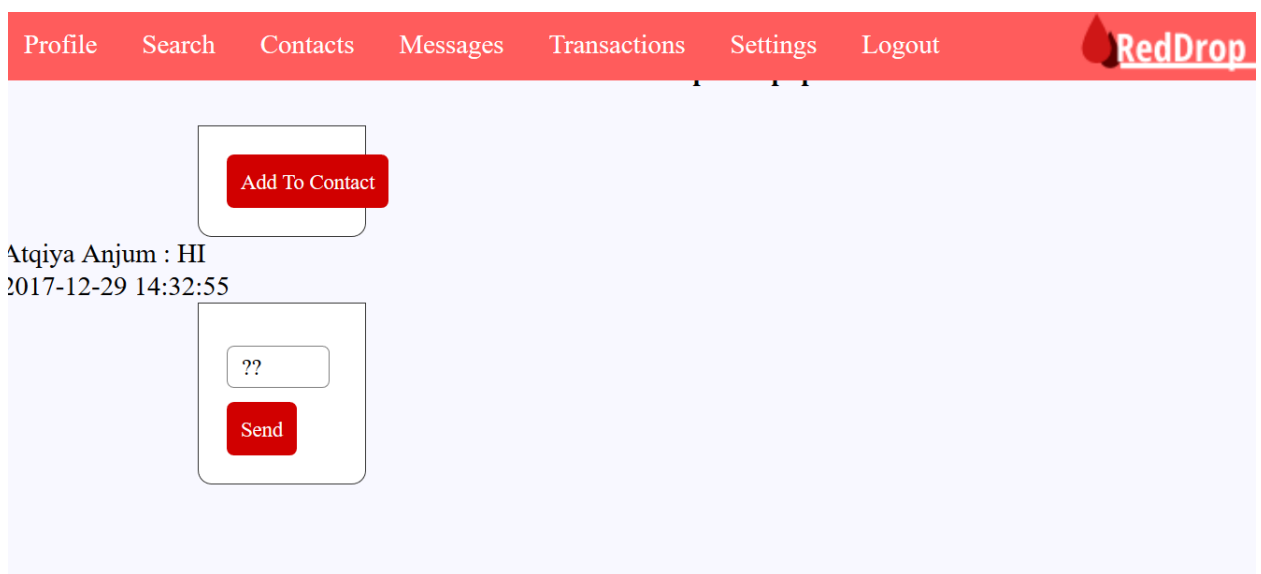 Profile Search Contacts Messages Transactions Settings Logout RedDrop
Add To Contact
Atqiya Anjum : HI
2017-12-29 14:32:55
??
Send